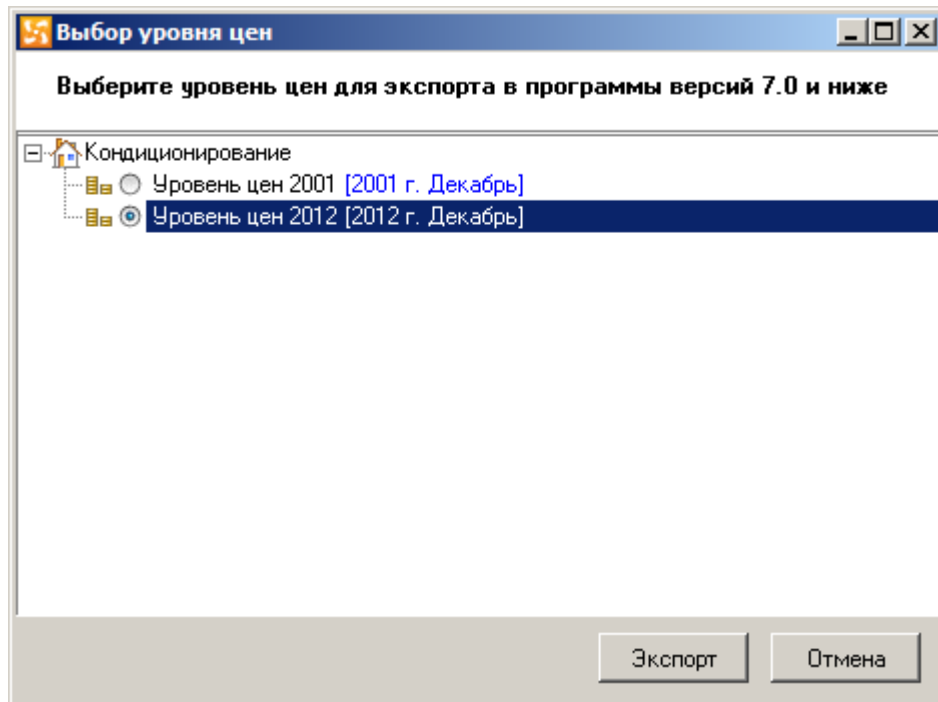 Выбор уровня цен
Выберите уровень цен для экспорта в программы версий 7.0 и ниже
Кондиционирование
Уровень цен 2001 [2001 г. Декабрь]
Уровень цен 2012 [2012 г. Декабрь]
Экспорт Отмена